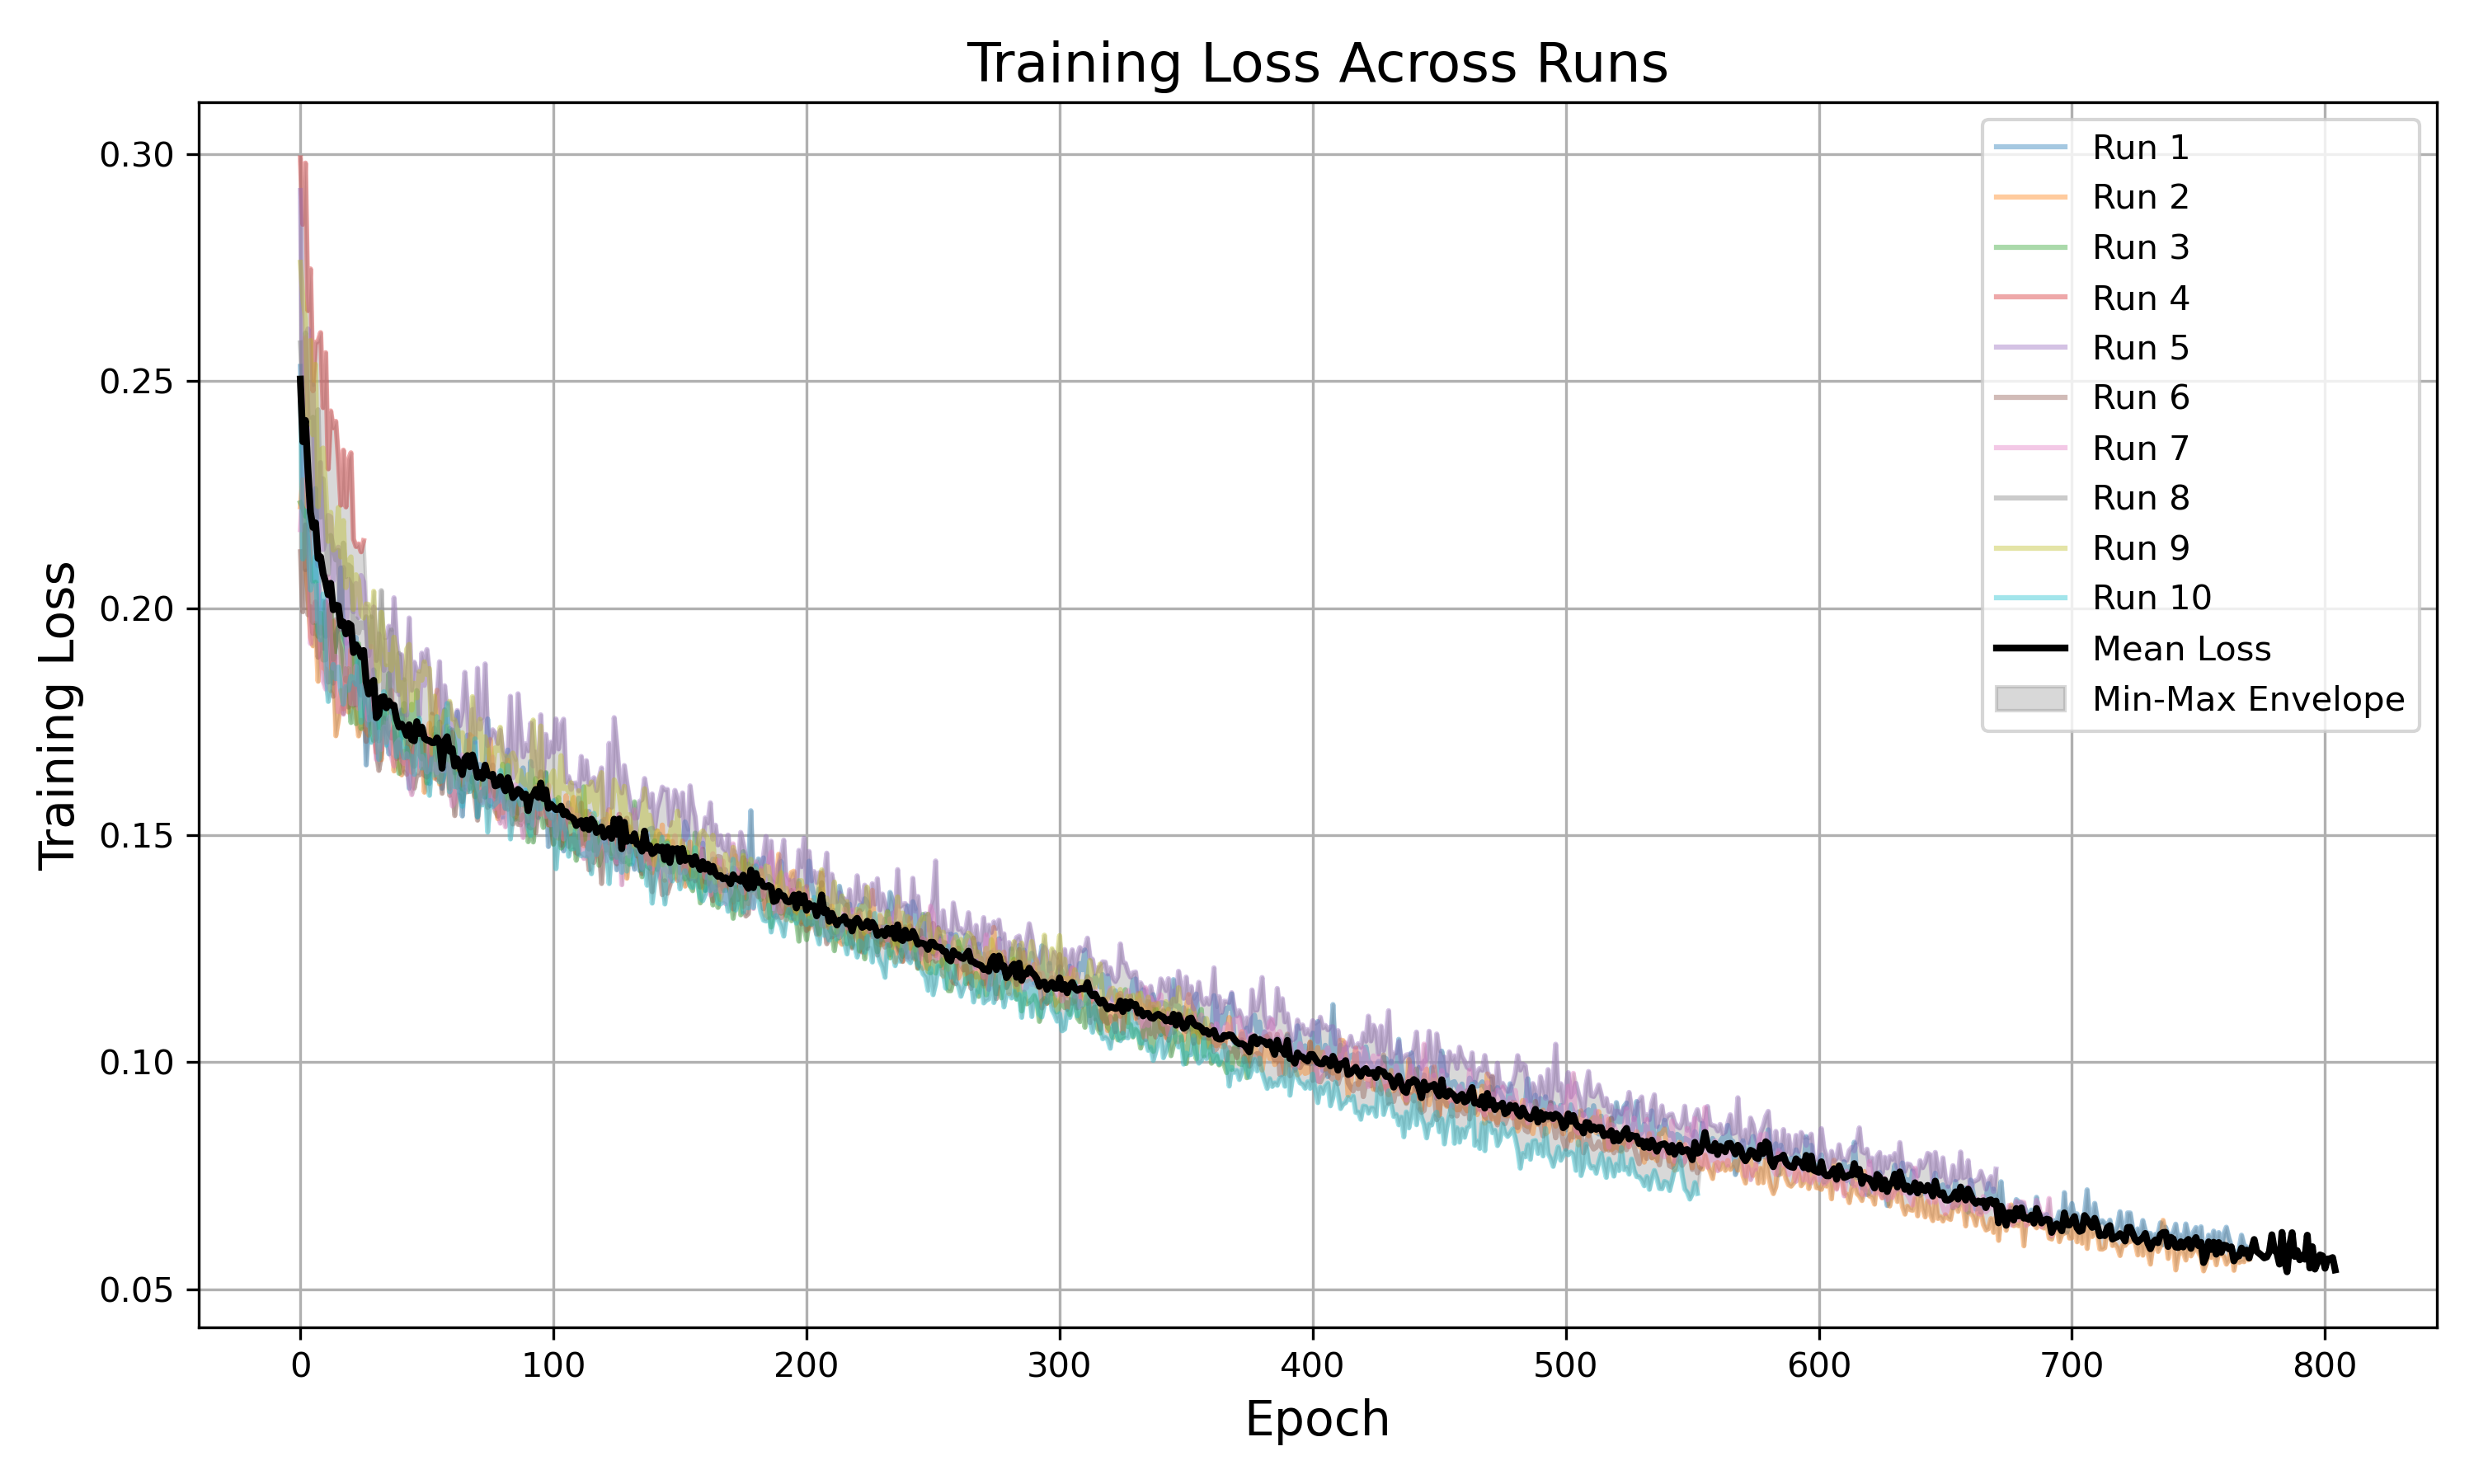 Training Loss Across Runs
Training Loss
0.30
0.25
0.20
0.15
0.10
0.05
Run 1
Run 2
Run 3
Run 4
Run 5
Run 6
Run 7
Run 8
Run 9
Run 10
Mean Loss
Min-Max Envelope
0 100 200 300 400 500 600 700 800
Epoch